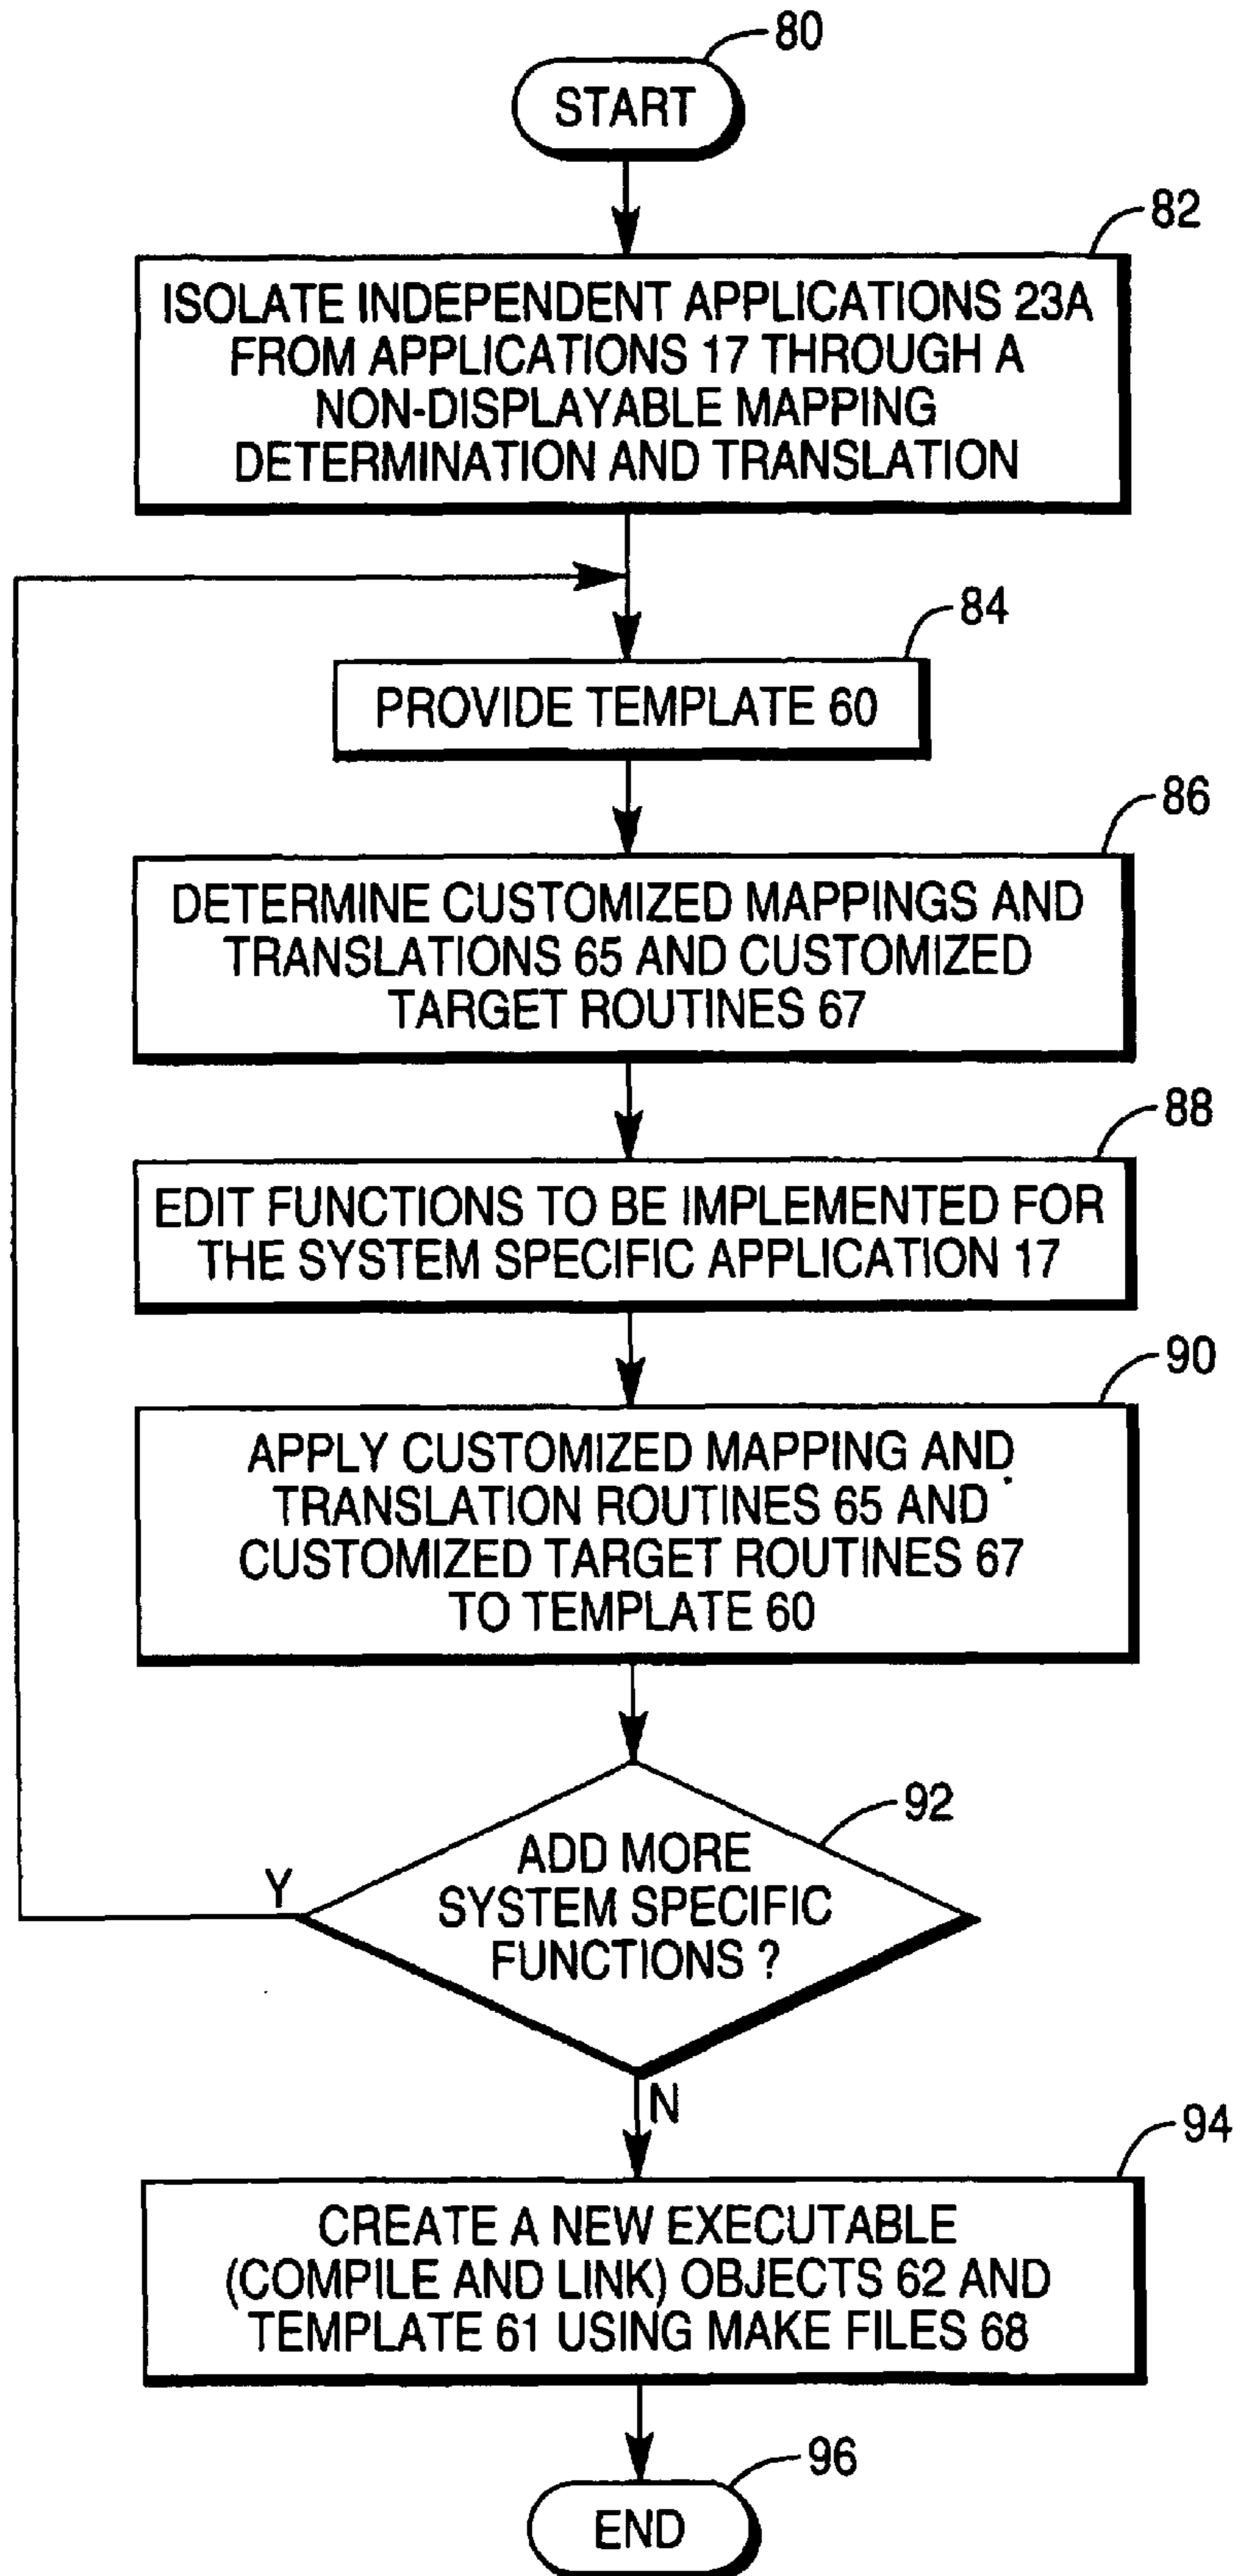 80
START
82
ISOLATE INDEPENDENT APPLICATIONS 23A
FROM APPLICATIONS 17 THROUGH A
NON-DISPLAYABLE MAPPING
DETERMINATION AND TRANSLATION
84
PROVIDE TEMPLATE 60
86
DETERMINE CUSTOMIZED MAPPINGS AND
TRANSLATIONS 65 AND CUSTOMIZED
TARGET ROUTINES 67
88
EDIT FUNCTIONS TO BE IMPLEMENTED FOR
THE SYSTEM SPECIFIC APPLICATION 17
90
APPLY CUSTOMIZED MAPPING AND
TRANSLATION ROUTINES 65 AND
CUSTOMIZED TARGET ROUTINES 67
TO TEMPLATE 60
92
ADD MORE
SYSTEM SPECIFIC
FUNCTIONS ?
Y
N
94
CREATE A NEW EXECUTABLE
(COMPILE AND LINK) OBJECTS 62 AND
TEMPLATE 61 USING MAKE FILES 68
96
END